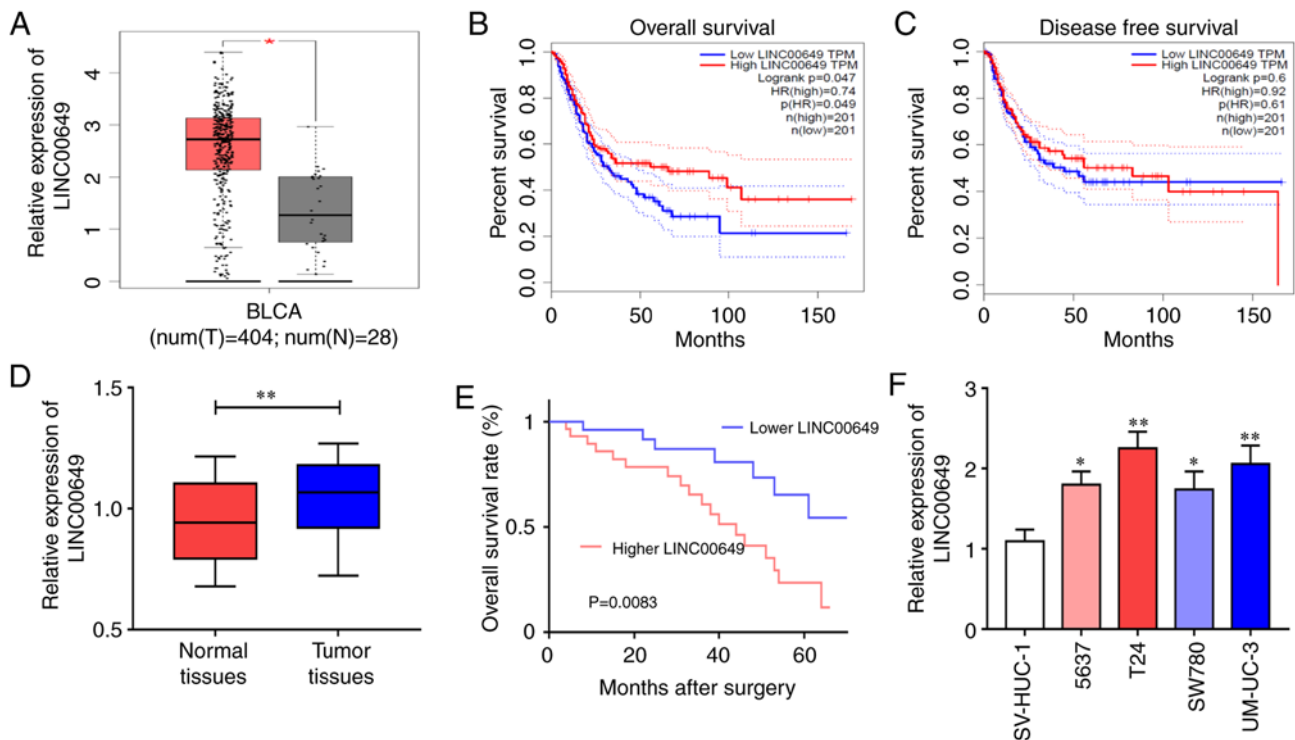 A
Relative expression of
LINC00649
4
3
2
1
0
*
BLCA
(num(T)=404; num(N)=28)
B
Overall survival
Percent survival
1.0
0.8
0.6
0.4
0.2
0.0
Low LINC00649 TPM
High LINC00649 TPM
Logrank p=0.047
HR(high)=0.74
p(HR)=0.049
n(high)=201
n(low)=201
0 50 100 150
Months
C
Disease free survival
Percent survival
1.0
0.8
0.6
0.4
0.2
0.0
Low LINC00649 TPM
High LINC00649 TPM
Logrank p=0.6
HR(high)=0.92
p(HR)=0.61
n(high)=201
n(low)=201
0 50 100 150
Months
D
Relative expression of
LINC00649
1.5
1.0
0.5
**
Normal
tissues
Tumor
tissues
E
Overall survival rate (%)
1
0.5
0
Lower LINC00649
Higher LINC00649
P=0.0083
0 20 40 60
Months after surgery
F
Relative expression of
LINC00649
3
2
1
0
*
**
*
**
SV-HUC-1
5637
T24
SW780
UM-UC-3